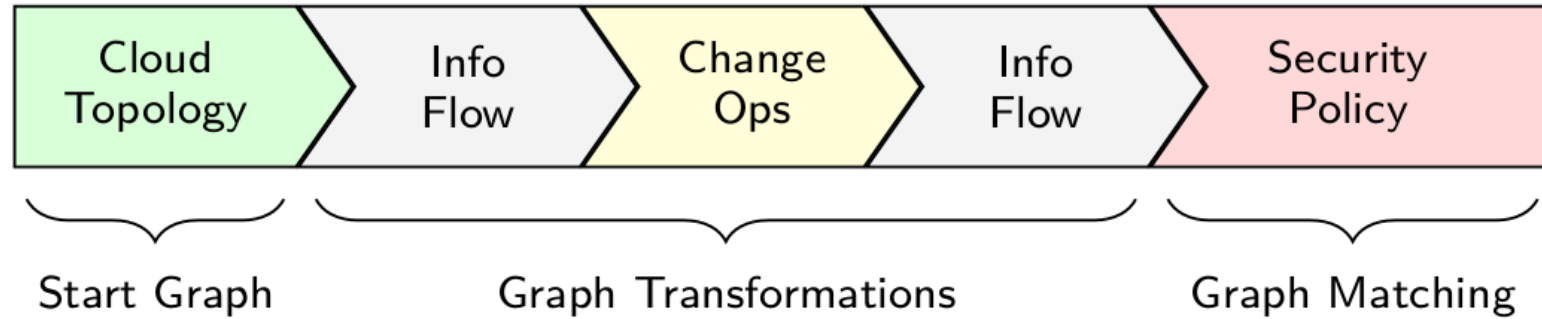 Cloud
Topology
Info
Flow
Change
Ops
Info
Flow
Security
Policy
Start Graph
Graph Transformations
Graph Matching